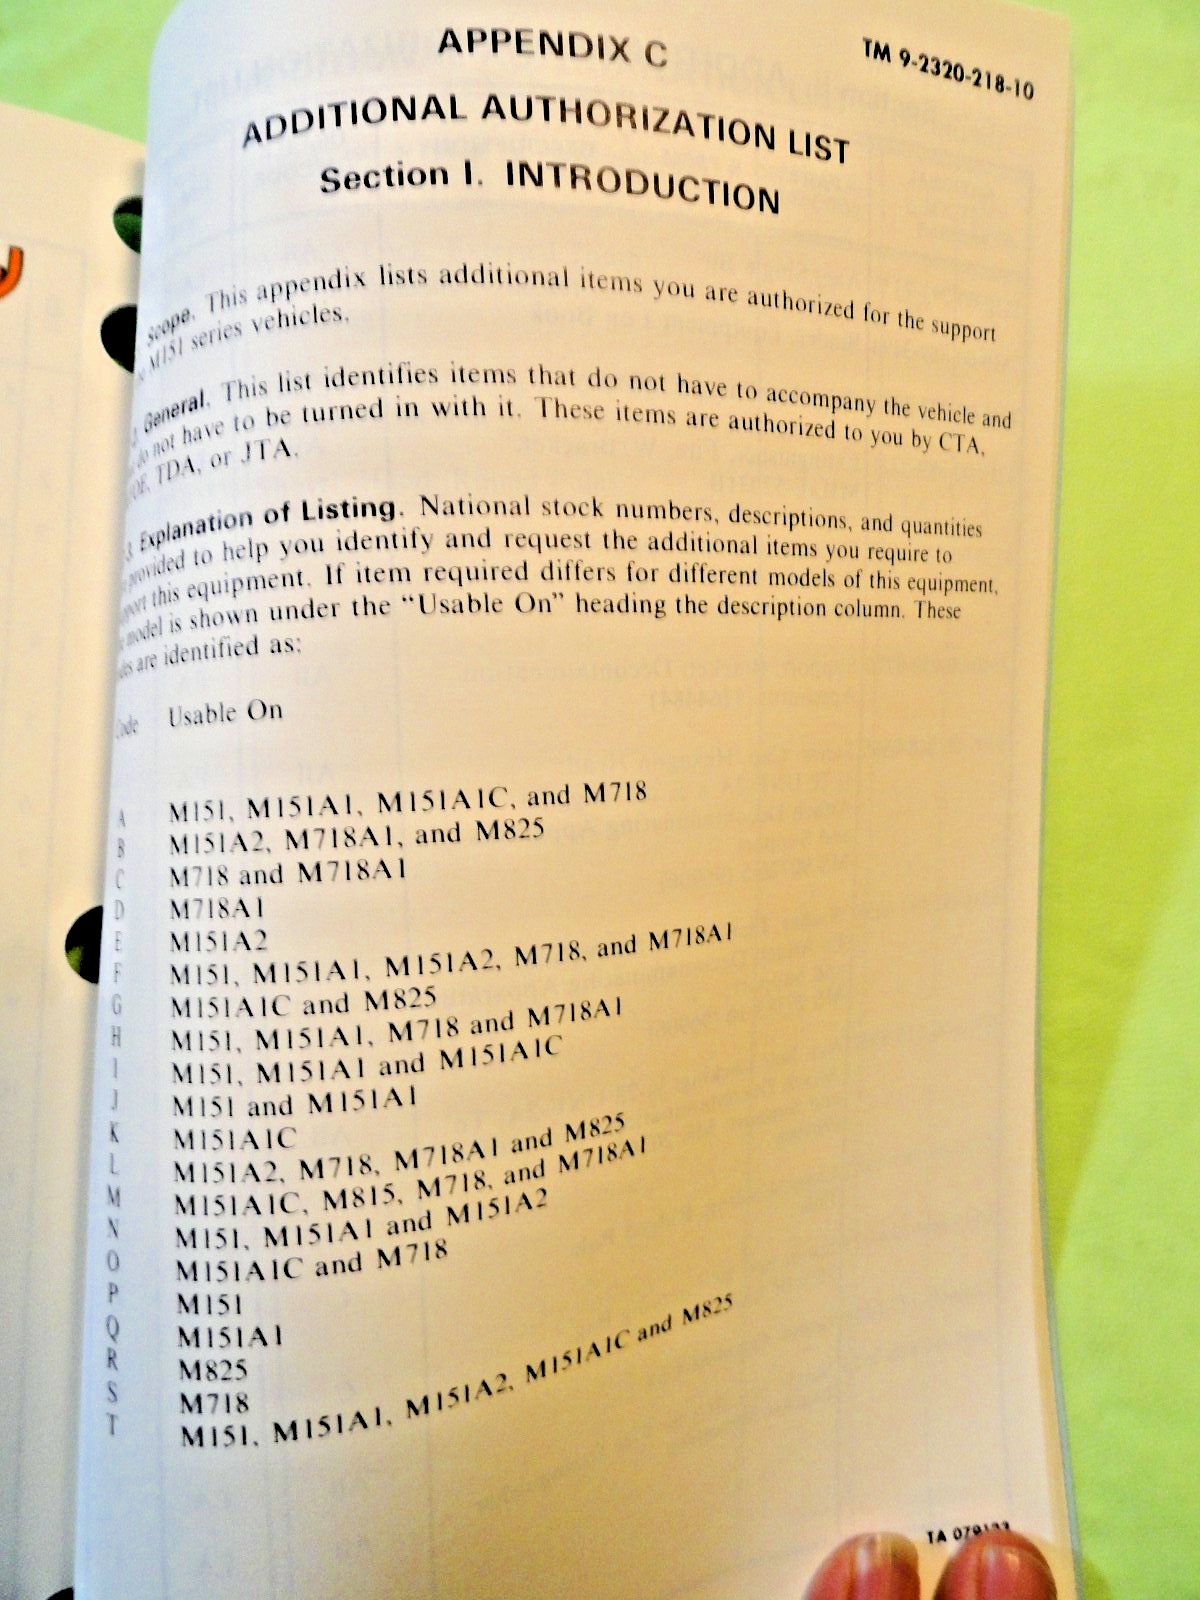 APPENDIX C
TM 9-2320-218-10
ADDITIONAL AUTHORIZATION LIST
Section I. INTRODUCTION
Scope. This appendix lists additional items you are authorized for the support
M151 series vehicles.
General. This list identifies items that do not have to accompany the vehicle and
do not have to be turned in with it. These items are authorized to you by CTA,
TDA, or JTA.
3. Explanation of Listing. National stock numbers, descriptions, and quantities
provided to help you identify and request the additional items you require to
this equipment. If item required differs for different models of this equipment,
model is shown under the “Usable On” heading the description column. These
are identified as:
Code Usable On
A M151, M151A1, M151A1C, and M718
B M151A2, M718A1, and M825
C M718 and M718A1
D M718A1
E M151A2
F M151, M151A1, M151A2, M718, and M718A1
G M151A1C and M825
H M151, M151A1, M718 and M718A1
I M151, M151A1 and M151A1C
J M151 and M151A1
K M151A1C
L M151A2, M718, M718A1 and M825
M M151A1C, M815, M718, and M718A1
N M151, M151A1 and M151A2
O M151A1C and M718
P M151
Q M151A1
R M825
S M718
T M151, M151A1, M151A2, M151A1C and M825
TA